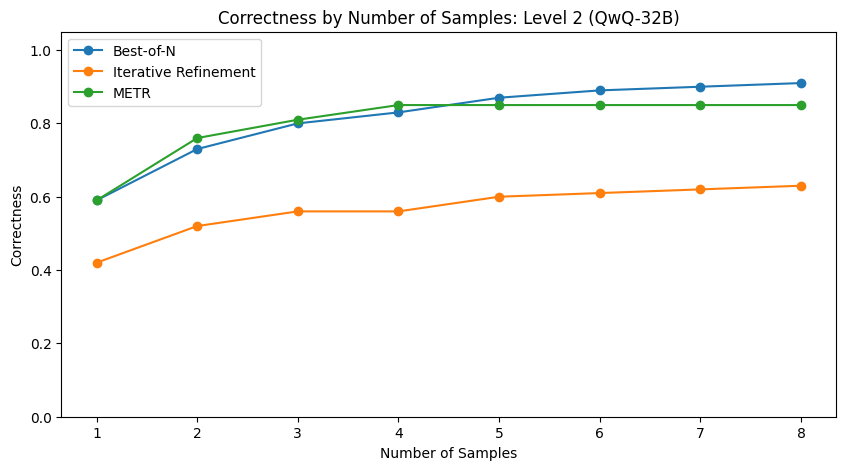 Correctness by Number of Samples: Level 2 (QwQ-32B)
Best-of-N
Iterative Refinement
METR
Correctness
1.0
0.8
0.6
0.4
0.2
0.0
1 2 3 4 5 6 7 8
Number of Samples